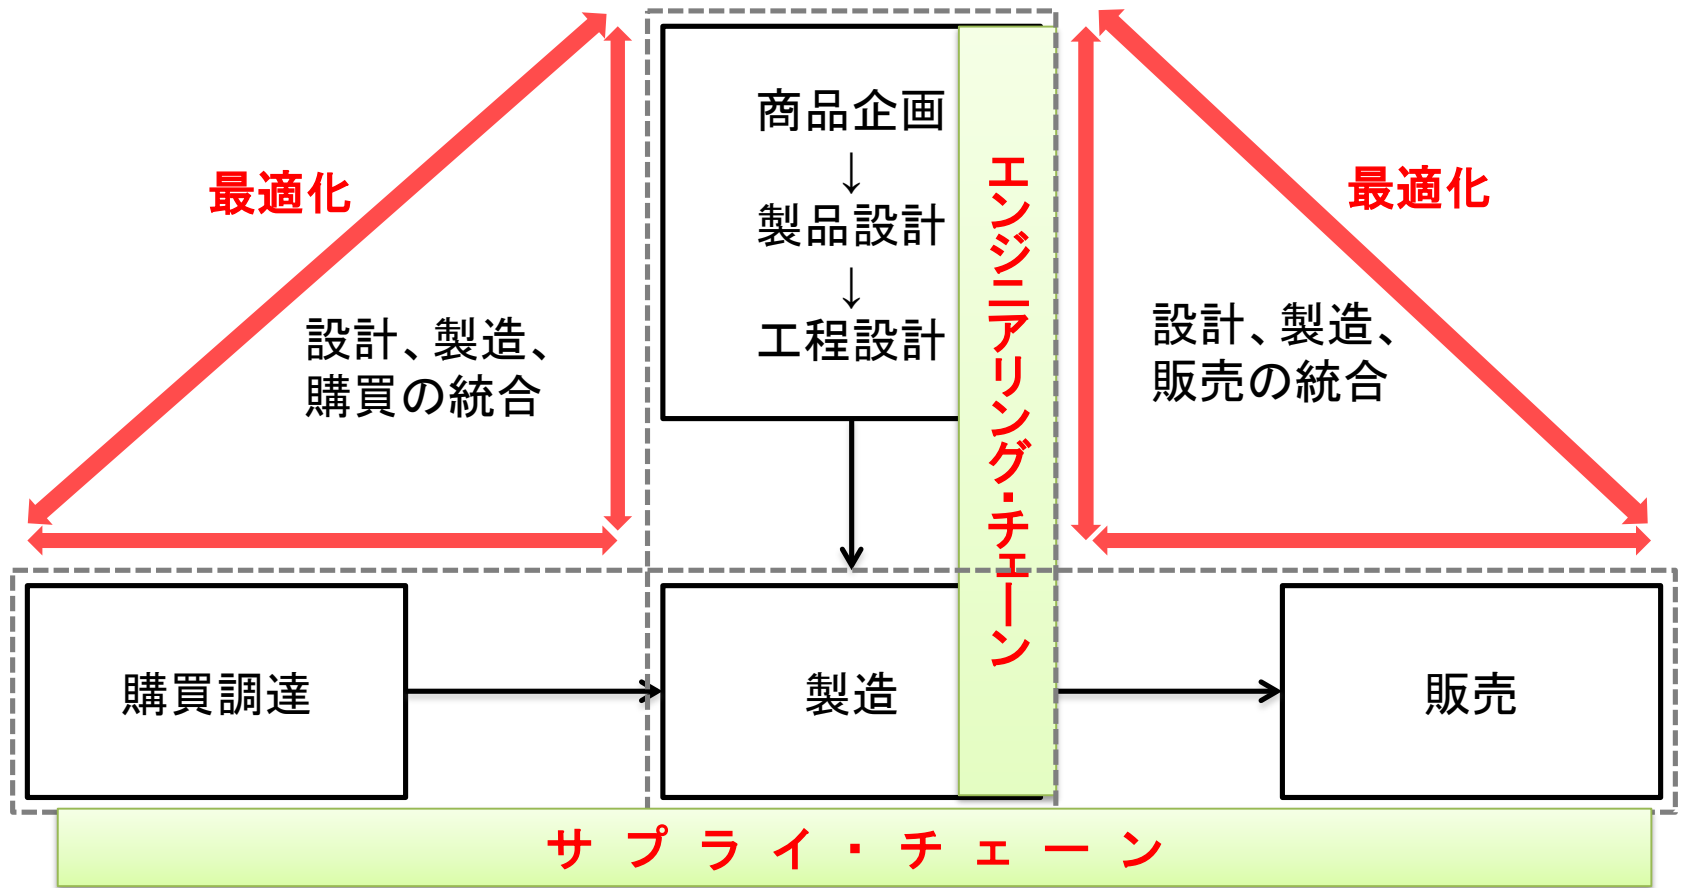 商品企画
↓
製品設計
↓
工程設計
エンジニアリング・チェーン
最適化
設計、製造、
購買の統合
最適化
設計、製造、
販売の統合
購買調達
製造
販売
サプライ・チェーン